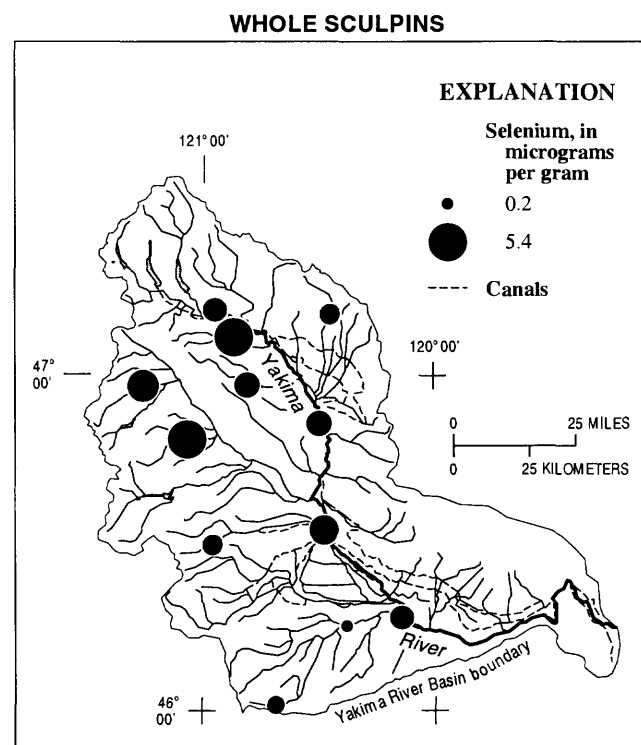 WHOLE SCULPINS
EXPLANATION
Selenium, in
micrograms
per gram
0.2
5.4
Canals
121° 00'
47°
00'
120° 00'
Yakima
0 25 MILES
0 25 KILOMETERS
River
Yakima River Basin boundary
46°
00'